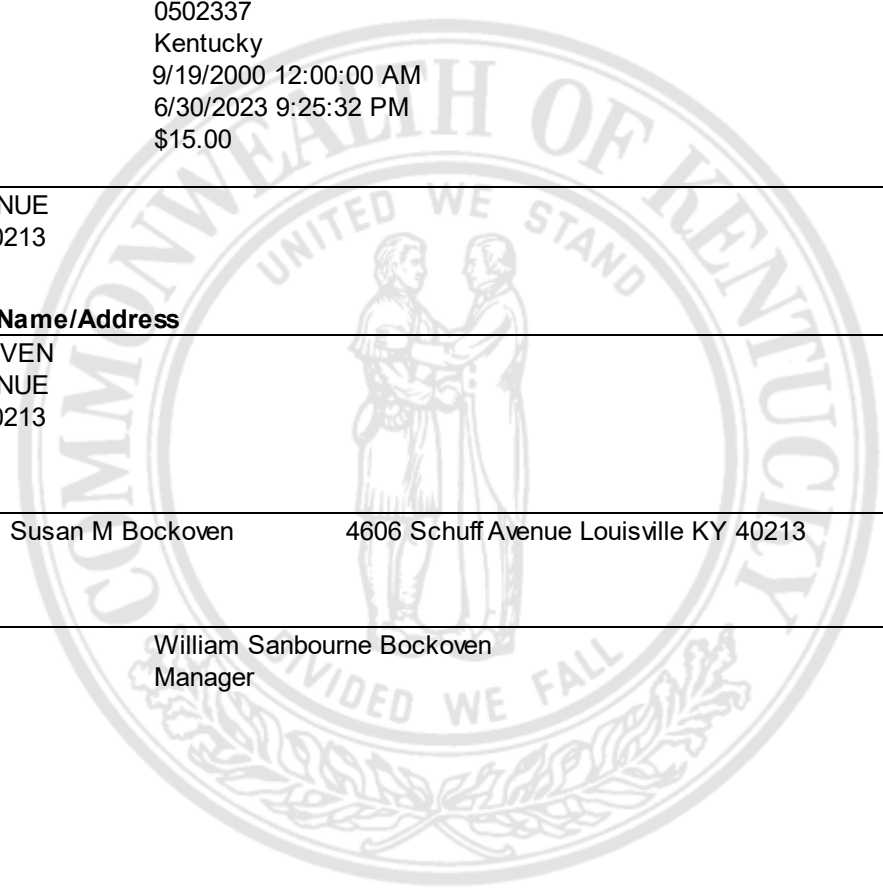 0502337
Kentucky
9/19/2000 12:00:00 AM
6/30/2023 9:25:32 PM
$15.00
NUE
0213
Name/Address
VEN
NUE
0213
Susan M Bockoven 4606 Schuff Avenue Louisville KY 40213
William Sanbourne Bockoven
Manager
COMMONWEALTH OF KENTUCKY
UNITED WE STAND
DIVIDED WE FALL